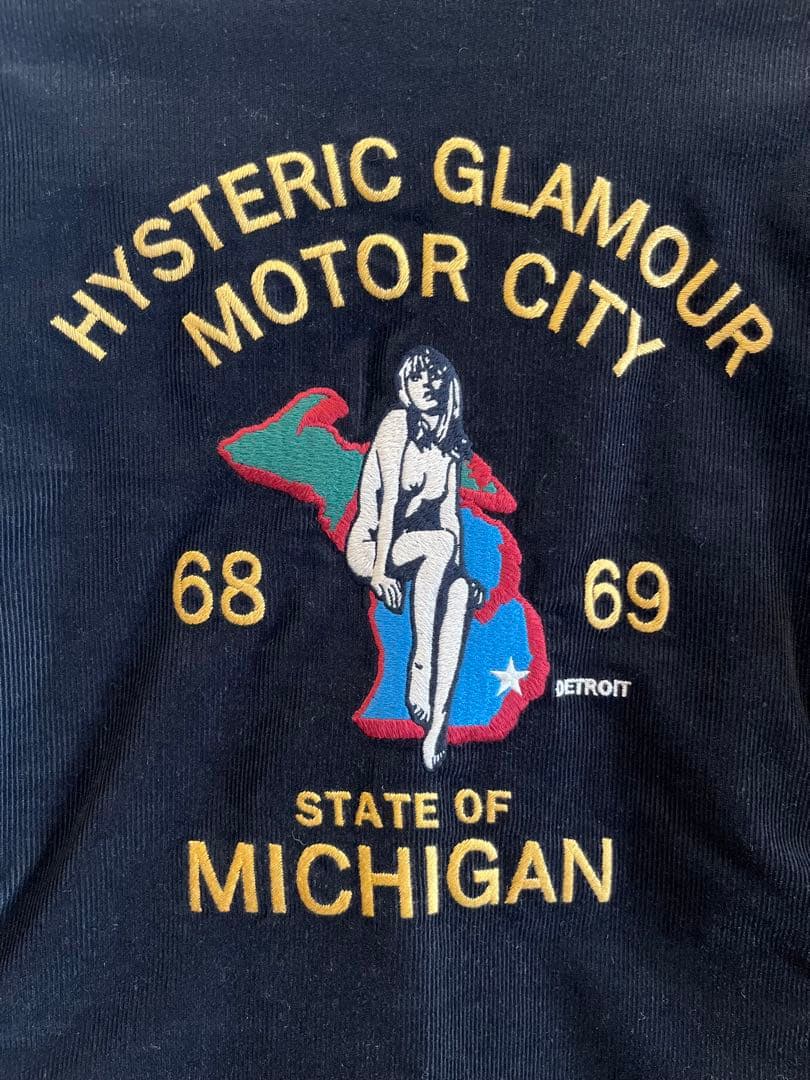 HYSTERIC GLAMOUR
MOTOR CITY
68
69
DETROIT
STATE OF
MICHIGAN